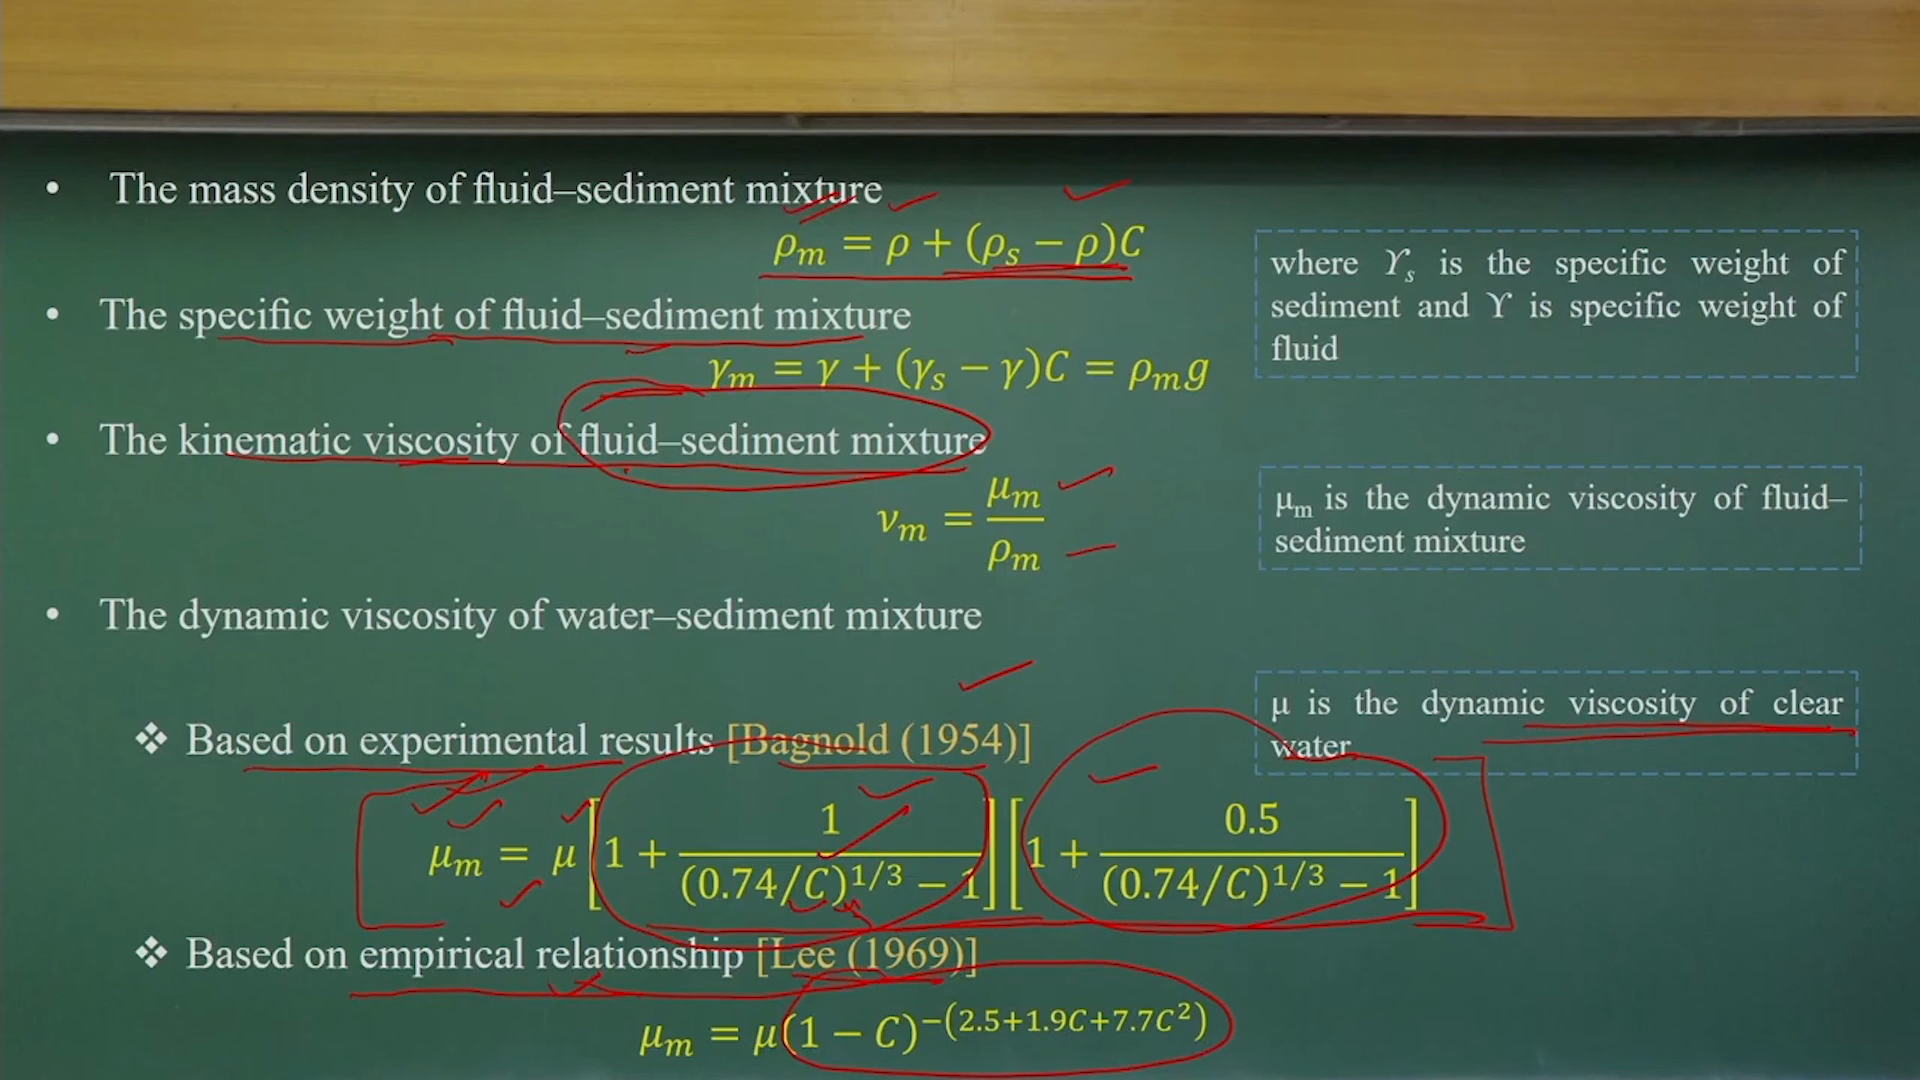 • The mass density of fluid–sediment mixture
ρₘ = ρ + (ρₛ − ρ)C
where ϒₛ is the specific weight of
sediment and ϒ is specific weight of
fluid
• The specific weight of fluid–sediment mixture
γₘ = γ + (γₛ − γ)C = ρₘg
• The kinematic viscosity of fluid–sediment mixture
νₘ = μₘ / ρₘ
μₘ is the dynamic viscosity of fluid–
sediment mixture
• The dynamic viscosity of water–sediment mixture
μ is the dynamic viscosity of clear
water
❖ Based on experimental results [Bagnold (1954)]
μₘ = μ [1 + 1 / ((0.74/C)^1/3 − 1)] [1 + 0.5 / ((0.74/C)^1/3 − 1)]
❖ Based on empirical relationship [Lee (1969)]
μₘ = μ(1 − C)^−(2.5+1.9C+7.7C²)